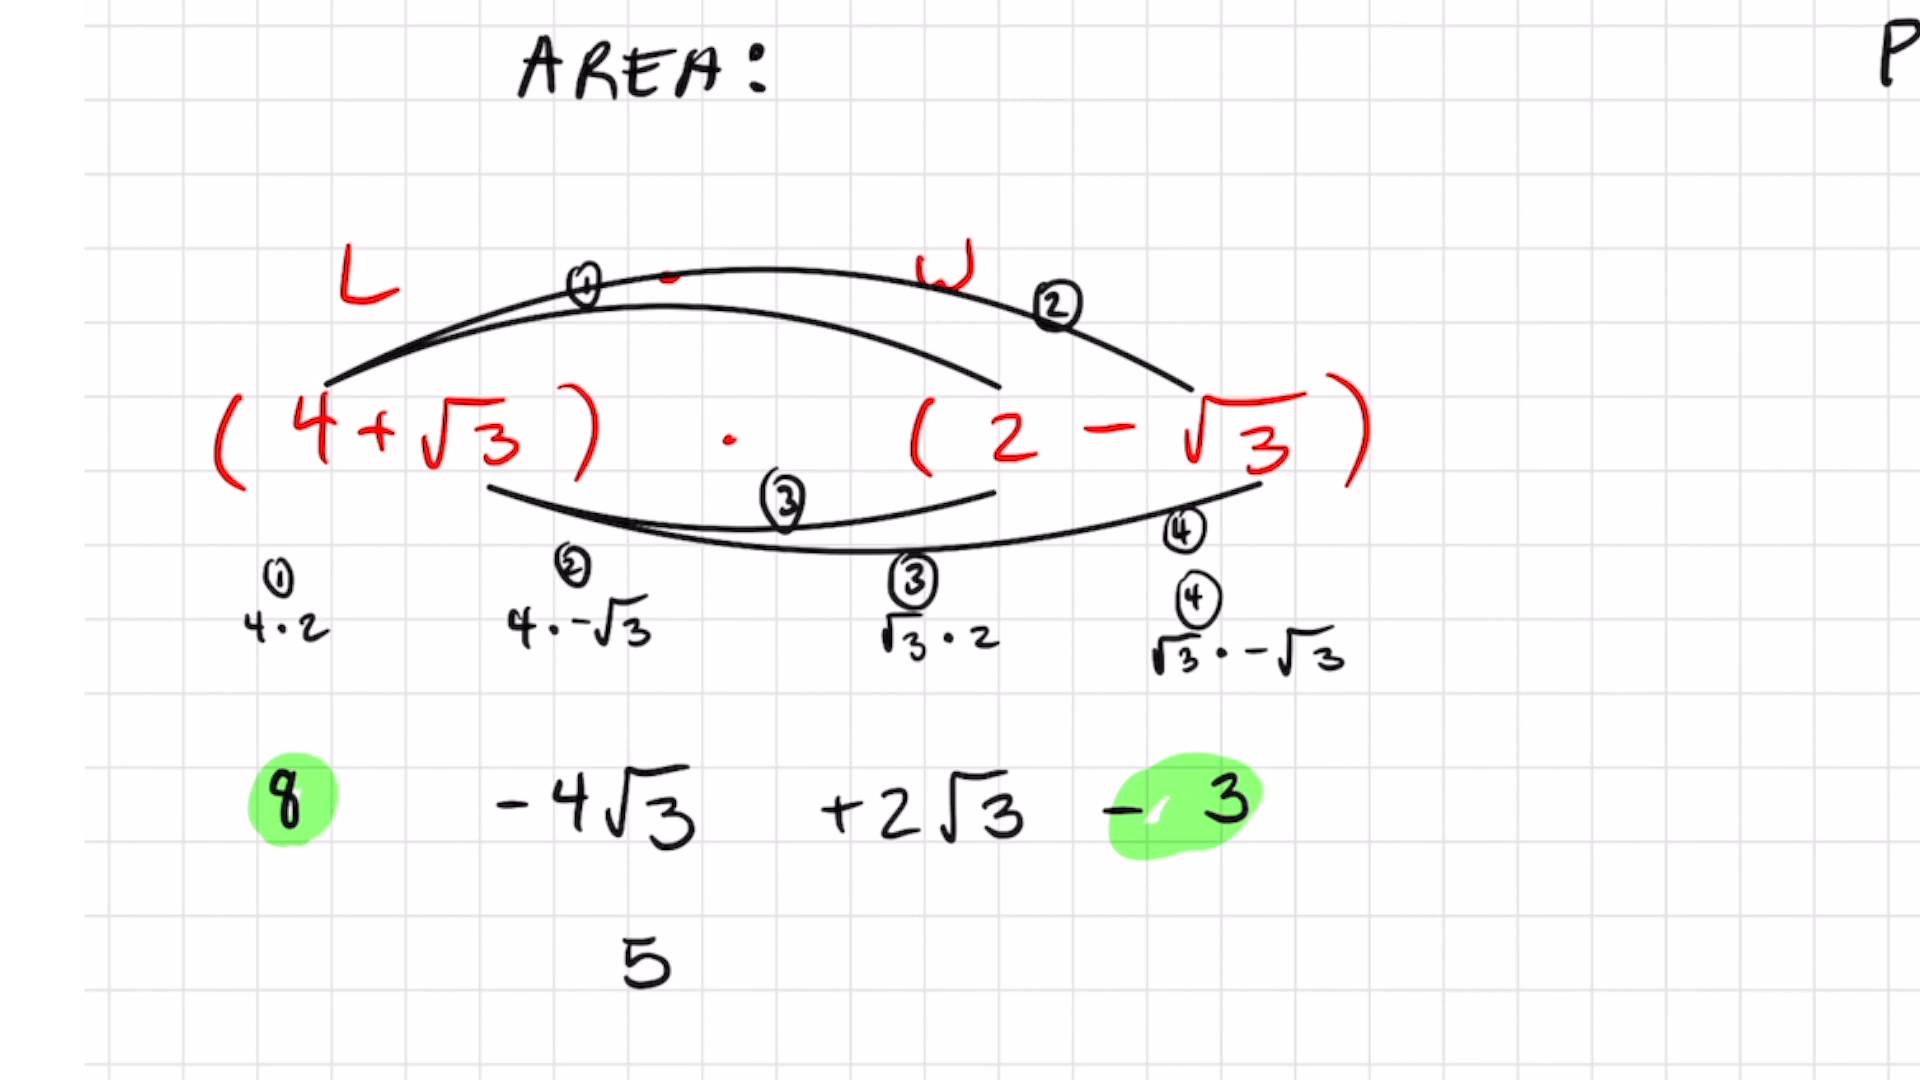 AREA: P
L · W
① ②
(4+√3) · (2-√3)
③ ④
① ② ③ ④
4·2 4·-√3 √3·2 √3·-√3
8 -4√3 +2√3 - 3
5